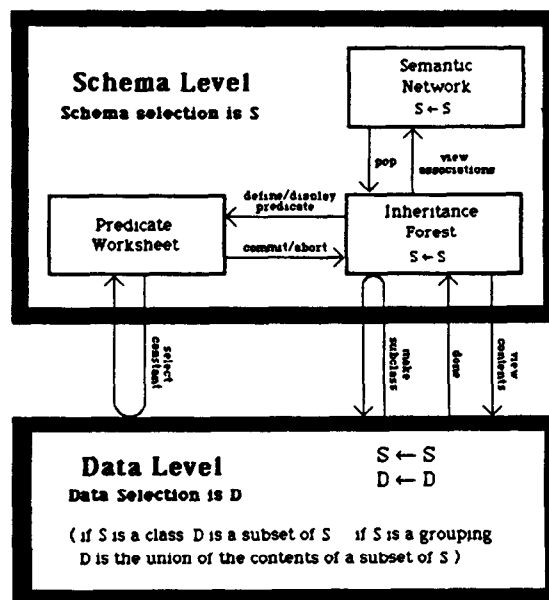 Schema Level
Schema selection is S
Semantic
Network
S ← S
pop
view
associations
define/display
predicate
Predicate
Worksheet
commit/abort
Inheritance
Forest
S ← S
select
constant
make
subclass
done
view
contents
Data Level
Data Selection is D
S ← S
D ← D
( if S is a class D is a subset of S if S is a grouping
D is the union of the contents of a subset of S )